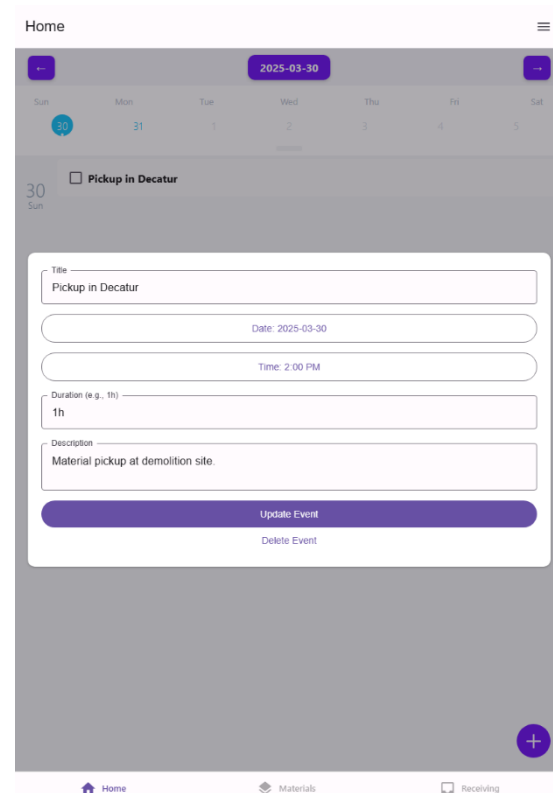 Home
←
2025-03-30
→
Sun Mon Tue Wed Thu Fri Sat
30 31 1 2 3 4 5
30
Sun
Pickup in Decatur
Title
Pickup in Decatur
Date: 2025-03-30
Time: 2:00 PM
Duration (e.g., 1h)
1h
Description
Material pickup at demolition site.
Update Event
Delete Event
+
Home Materials Receiving